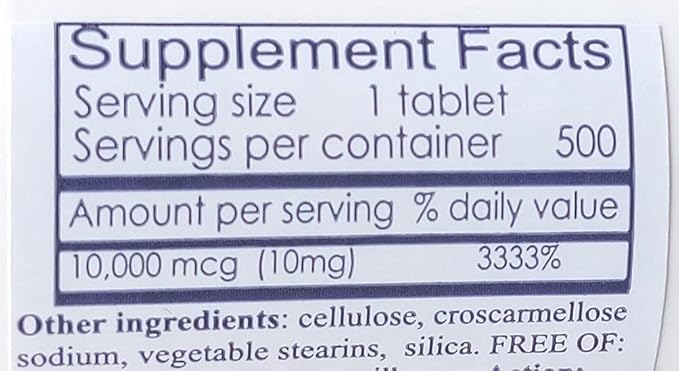 Supplement Facts
Serving size 1 tablet
Servings per container 500
Amount per serving % daily value
10,000 mcg (10mg) 3333%
Other ingredients: cellulose, croscarmellose
sodium, vegetable stearins, silica. FREE OF: